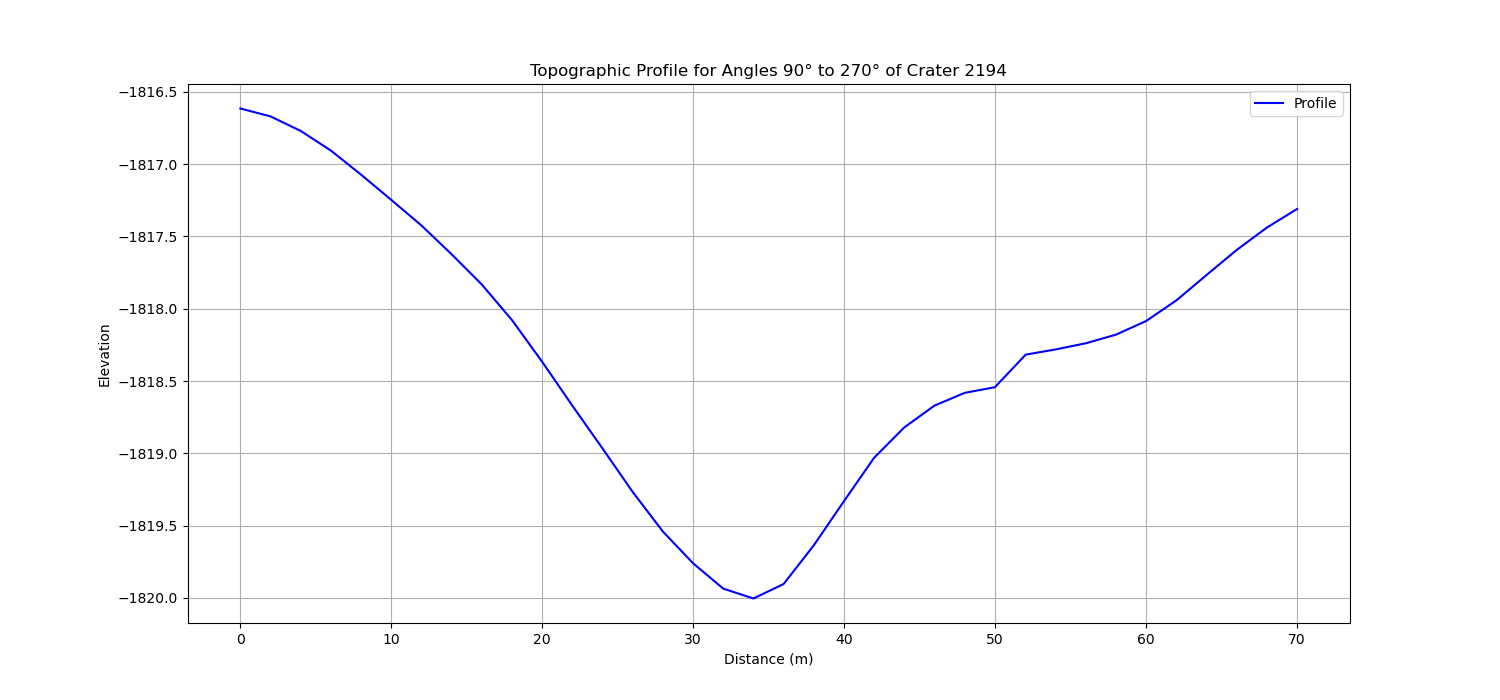 Topographic Profile for Angles 90° to 270° of Crater 2194
Profile
Elevation
−1816.5
−1817.0
−1817.5
−1818.0
−1818.5
−1819.0
−1819.5
−1820.0
0 10 20 30 40 50 60 70
Distance (m)